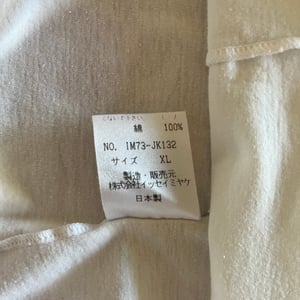 綿 100%
NO. IM73-JK132
サイズ XL
製造・販売元
株式会社イッセイミヤケ
日本製